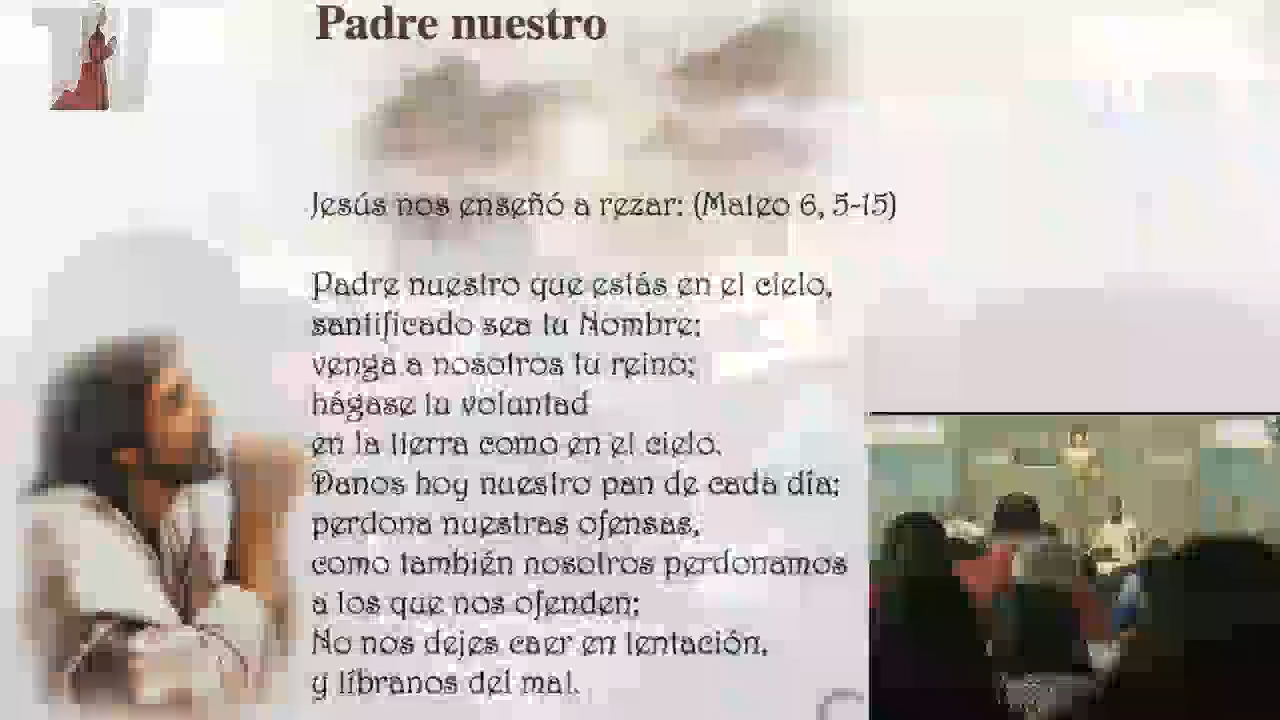 Padre nuestro
Jesús nos enseñó a rezar: (Mateo 6, 5-15)
Padre nuestro que estás en el cielo,
santificado sea tu Nombre;
venga a nosotros tu reino;
hágase tu voluntad
en la tierra como en el cielo.
Danos hoy nuestro pan de cada día;
perdona nuestras ofensas,
como también nosotros perdonamos
a los que nos ofenden;
No nos dejes caer en tentación,
y líbranos del mal.